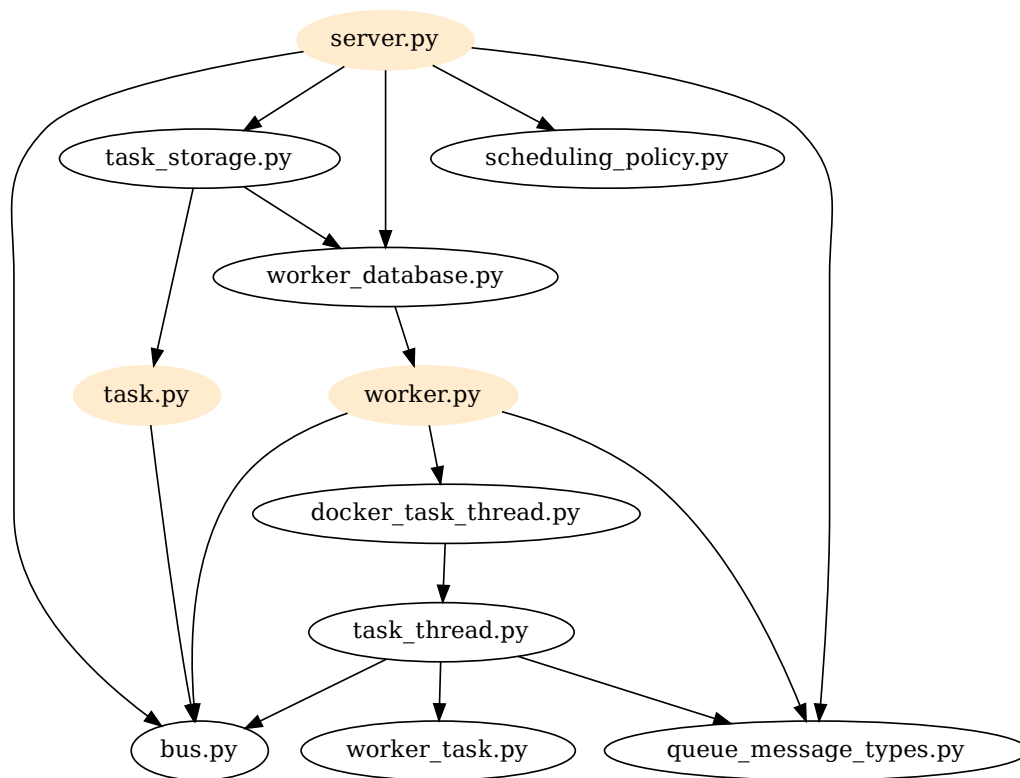 server.py
task_storage.py
scheduling_policy.py
worker_database.py
task.py
worker.py
docker_task_thread.py
task_thread.py
bus.py
worker_task.py
queue_message_types.py